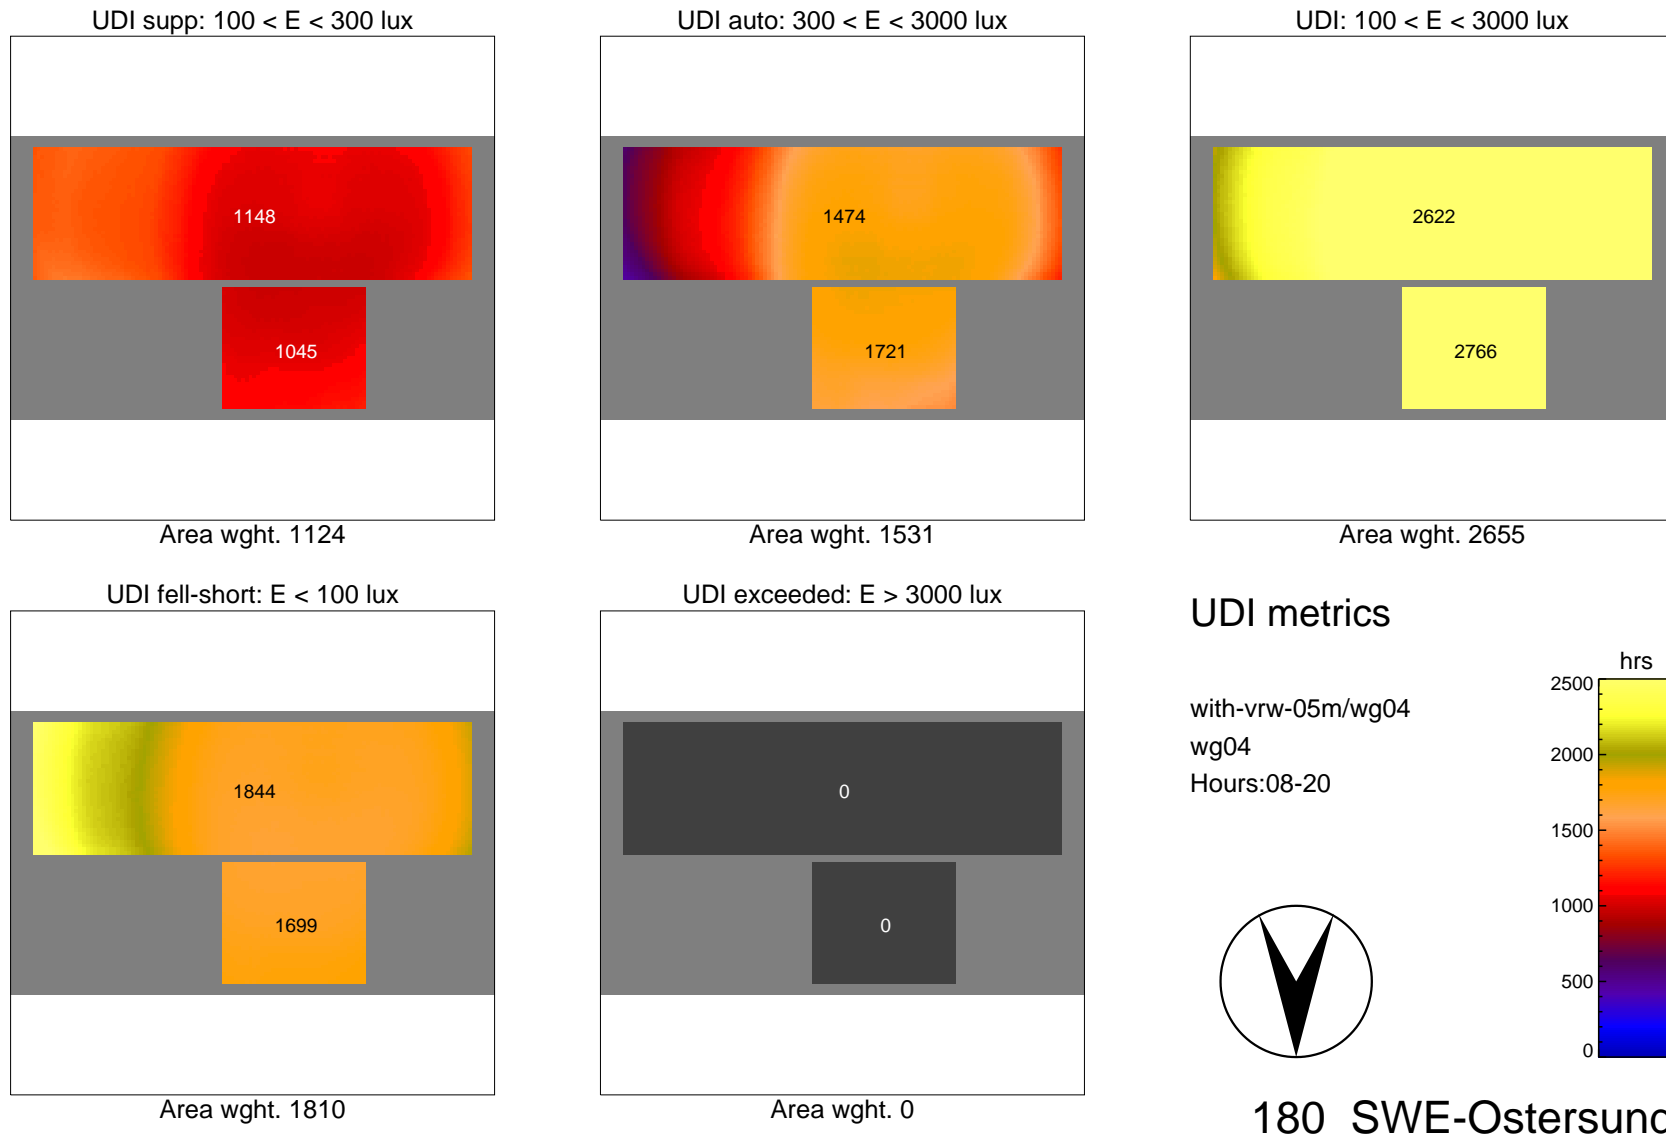 UDI supp: 100 < E < 300 lux
1148
1045
Area wght. 1124
UDI auto: 300 < E < 3000 lux
1474
1721
Area wght. 1531
UDI: 100 < E < 3000 lux
2622
2766
Area wght. 2655
UDI fell-short: E < 100 lux
1844
1699
Area wght. 1810
UDI exceeded: E > 3000 lux
0
0
Area wght. 0
UDI metrics
with-vrw-05m/wg04
wg04
Hours:08-20
hrs
2500
2000
1500
1000
500
0
180 SWE-Ostersund